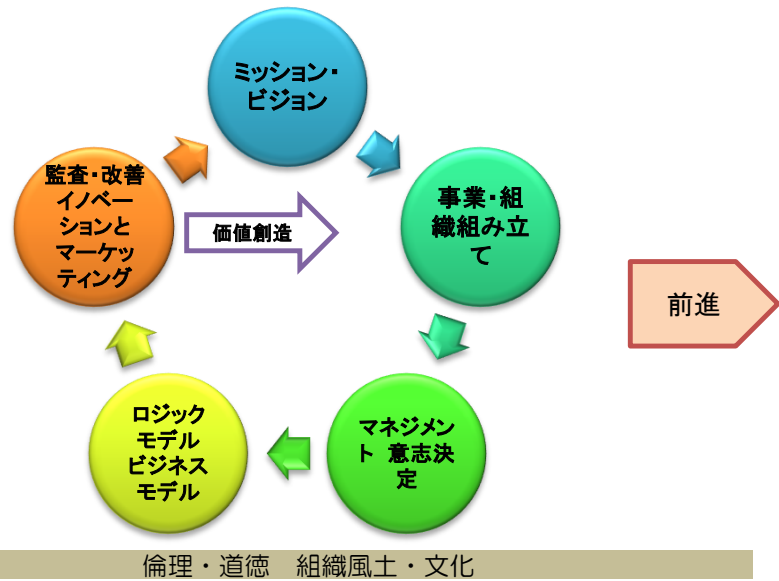 ミッション・
ビジョン
事業・組
織組み立
て
マネジメン
ト 意志決
定
ロジック
モデル
ビジネス
モデル
監査・改善
イノベー
ションと
マーケッ
ティング
価値創造
前進
倫理・道徳　組織風土・文化